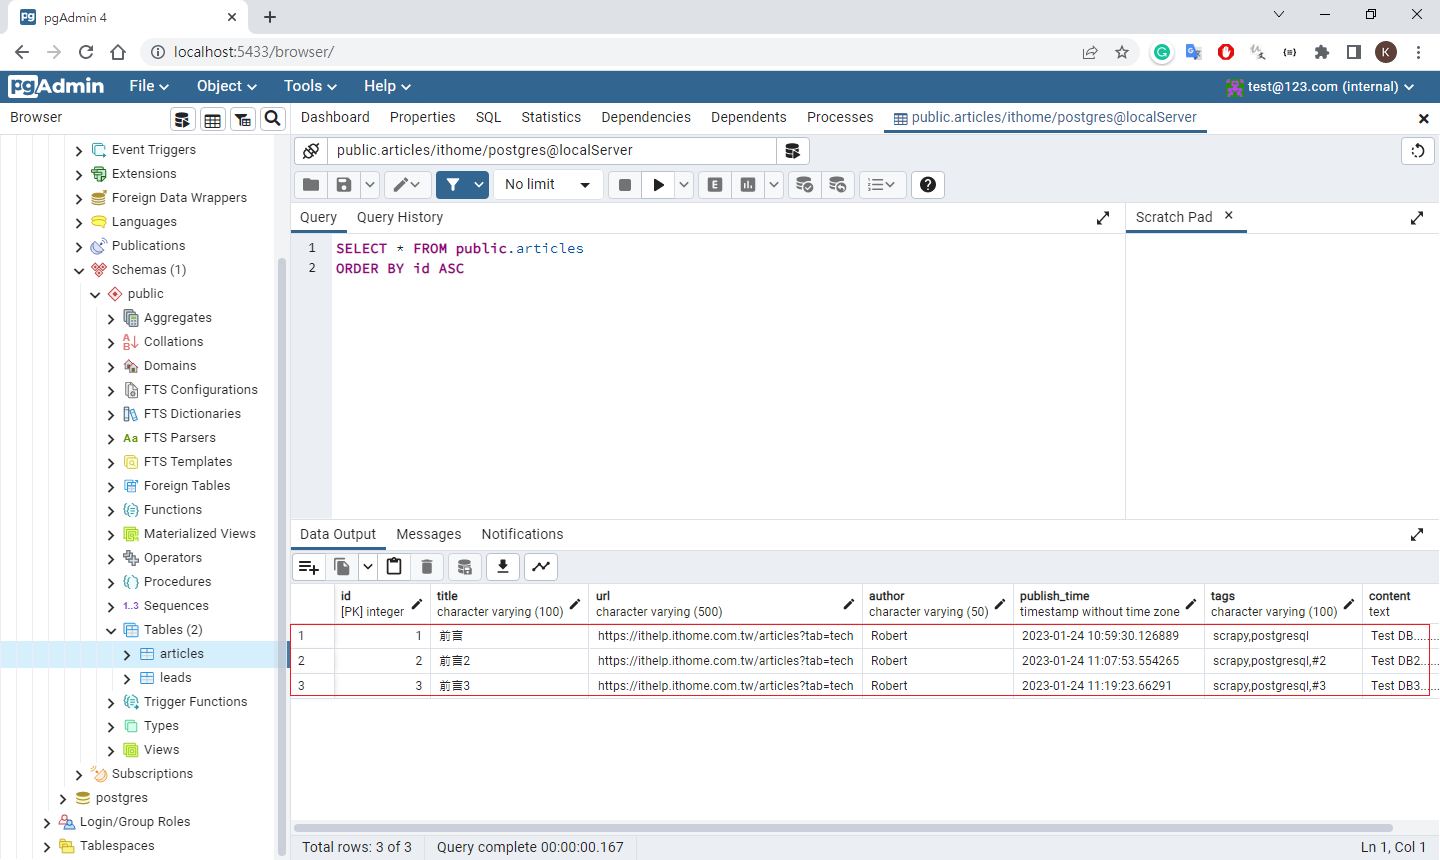 pgAdmin 4
localhost:5433/browser/
K
pgAdmin File Object Tools Help test@123.com (internal)
Browser
Dashboard Properties SQL Statistics Dependencies Dependents Processes public.articles/ithome/postgres@localServer
Event Triggers
Extensions
Foreign Data Wrappers
Languages
Publications
Schemas (1)
public
Aggregates
Collations
Domains
FTS Configurations
FTS Dictionaries
Aa FTS Parsers
FTS Templates
Foreign Tables
Functions
Materialized Views
Operators
Procedures
1..3 Sequences
Tables (2)
articles
leads
Trigger Functions
Types
Views
Subscriptions
postgres
Login/Group Roles
Tablespaces
public.articles/ithome/postgres@localServer
No limit
E
Query Query History
Scratch Pad
1 SELECT * FROM public.articles
2 ORDER BY id ASC
Data Output Messages Notifications
id title url author publish_time tags content
[PK] integer character varying (100) character varying (500) character varying (50) timestamp without time zone character varying (100) text
1 1 前言 https://ithelp.ithome.com.tw/articles?tab=tech Robert 2023-01-24 10:59:30.126889 scrapy,postgresql Test DB......
2 2 前言2 https://ithelp.ithome.com.tw/articles?tab=tech Robert 2023-01-24 11:07:53.554265 scrapy,postgresql,#2 Test DB2.....
3 3 前言3 https://ithelp.ithome.com.tw/articles?tab=tech Robert 2023-01-24 11:19:23.66291 scrapy,postgresql,#3 Test DB3.....
Total rows: 3 of 3 Query complete 00:00:00.167 Ln 1, Col 1